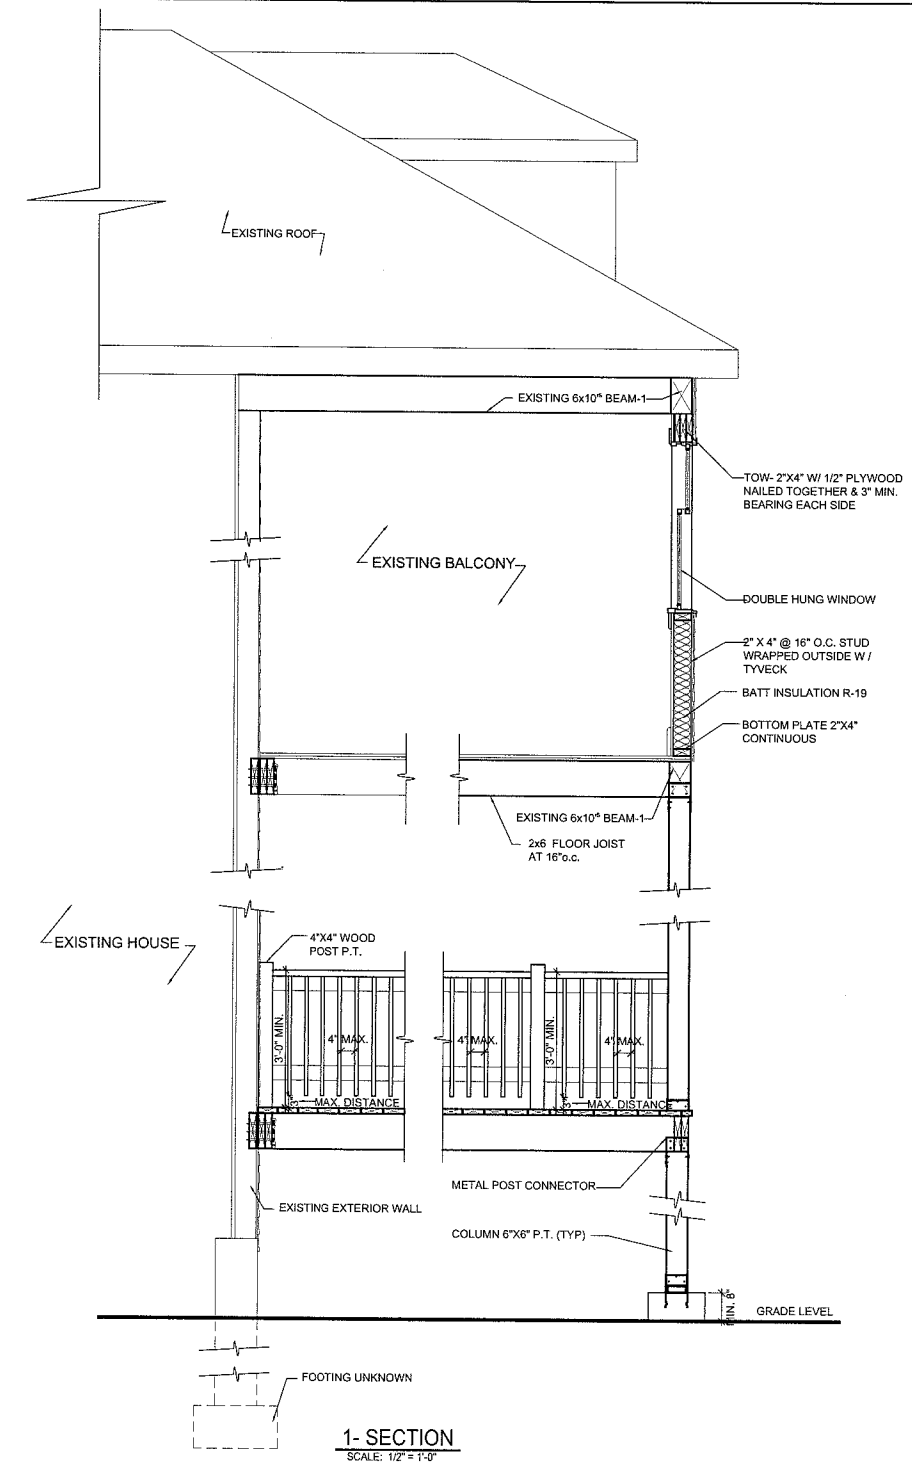 EXISTING ROOF
EXISTING 6x10'S BEAM-1
TOW- 2"X4" W/ 1/2" PLYWOOD
NAILED TOGETHER & 3" MIN.
BEARING EACH SIDE
EXISTING BALCONY
DOUBLE HUNG WINDOW
2" X 4" @ 16" O.C. STUD
WRAPPED OUTSIDE W /
TYVECK
BATT INSULATION R-19
BOTTOM PLATE 2"X4"
CONTINUOUS
EXISTING 6x10'S BEAM-1
2x6 FLOOR JOIST
AT 16"o.c.
EXISTING HOUSE
4"X4" WOOD
POST P.T.
3'-0" MIN.
4" MAX.
4" MAX.
3'-0" MIN.
4" MAX.
3"
MAX. DISTANCE
3"
MAX. DISTANCE
METAL POST CONNECTOR
EXISTING EXTERIOR WALL
COLUMN 6"X6" P.T. (TYP)
MIN. 8"
GRADE LEVEL
FOOTING UNKNOWN
1- SECTION
SCALE: 1/2" = 1'-0"